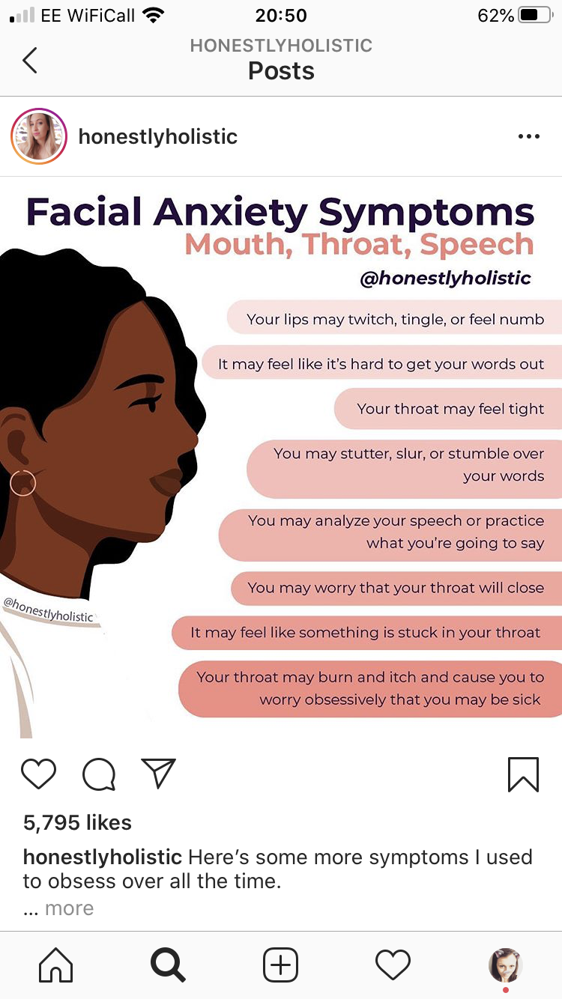 EE WiFiCall 20:50 62%
HONESTLYHOLISTIC
Posts
honestlyholistic
Facial Anxiety Symptoms
Mouth, Throat, Speech
@honestlyholistic
Your lips may twitch, tingle, or feel numb
It may feel like it's hard to get your words out
Your throat may feel tight
You may stutter, slur, or stumble over
your words
You may analyze your speech or practice
what you're going to say
You may worry that your throat will close
@honestlyholistic
It may feel like something is stuck in your throat
Your throat may burn and itch and cause you to
worry obsessively that you may be sick
5,795 likes
honestlyholistic Here's some more symptoms I used
to obsess over all the time.
... more